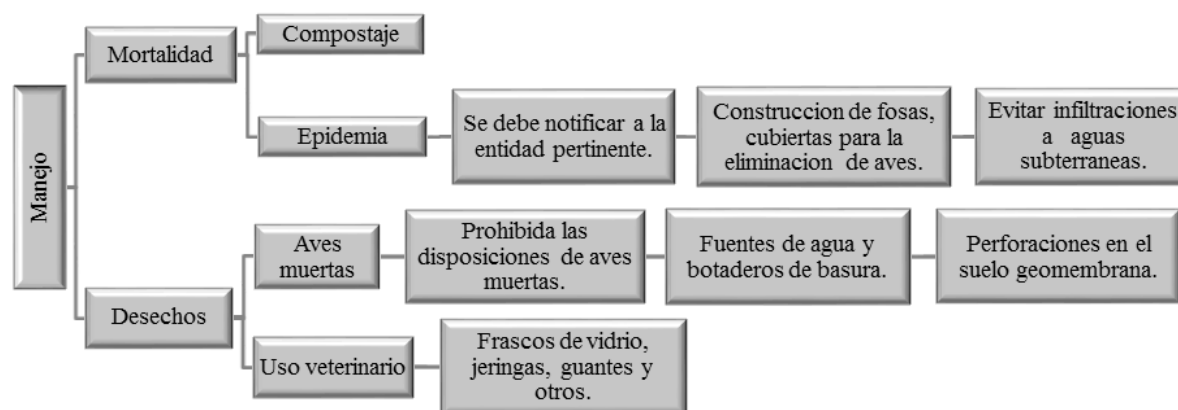 Manejo
Mortalidad
Compostaje
Epidemia
Se debe notificar a la
entidad pertinente.
Construccion de fosas,
cubiertas para la
eliminacion de aves.
Evitar infiltraciones
a aguas
subterraneas.
Desechos
Aves
muertas
Prohibida las
disposiciones de aves
muertas.
Fuentes de agua y
botaderos de basura.
Perforaciones en el
suelo geomembrana.
Uso veterinario
Frascos de vidrio,
jeringas, guantes y
otros.